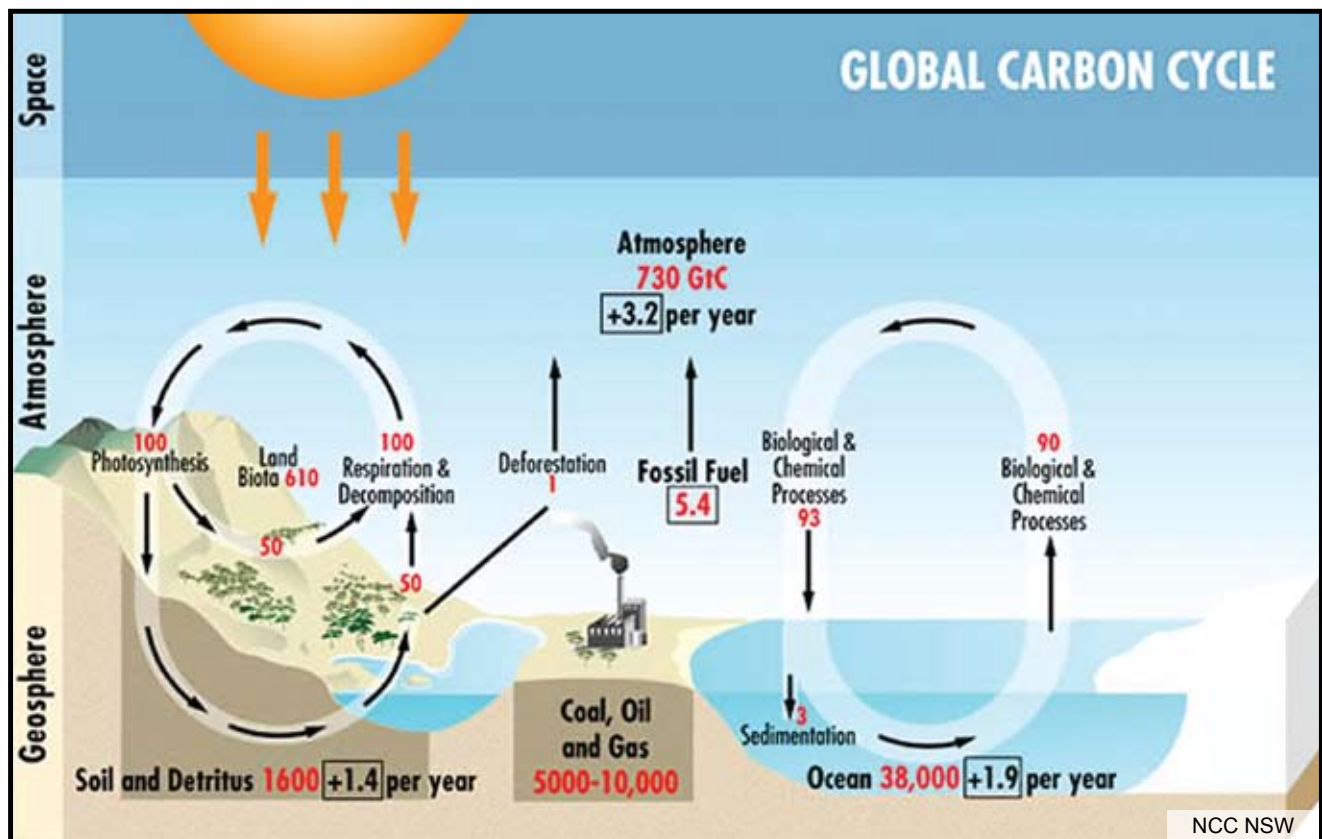 GLOBAL CARBON CYCLE
Space
Atmosphere
Geosphere
Atmosphere
730 GtC
+3.2 per year
100
Photosynthesis
Land
Biota 610
100
Respiration &
Decomposition
50
50
Deforestation
1
Fossil Fuel
5.4
Biological &
Chemical
Processes
93
90
Biological &
Chemical
Processes
3
Sedimentation
Coal, Oil
and Gas
5000-10,000
Soil and Detritus 1600 +1.4 per year
Ocean 38,000 +1.9 per year
NCC NSW